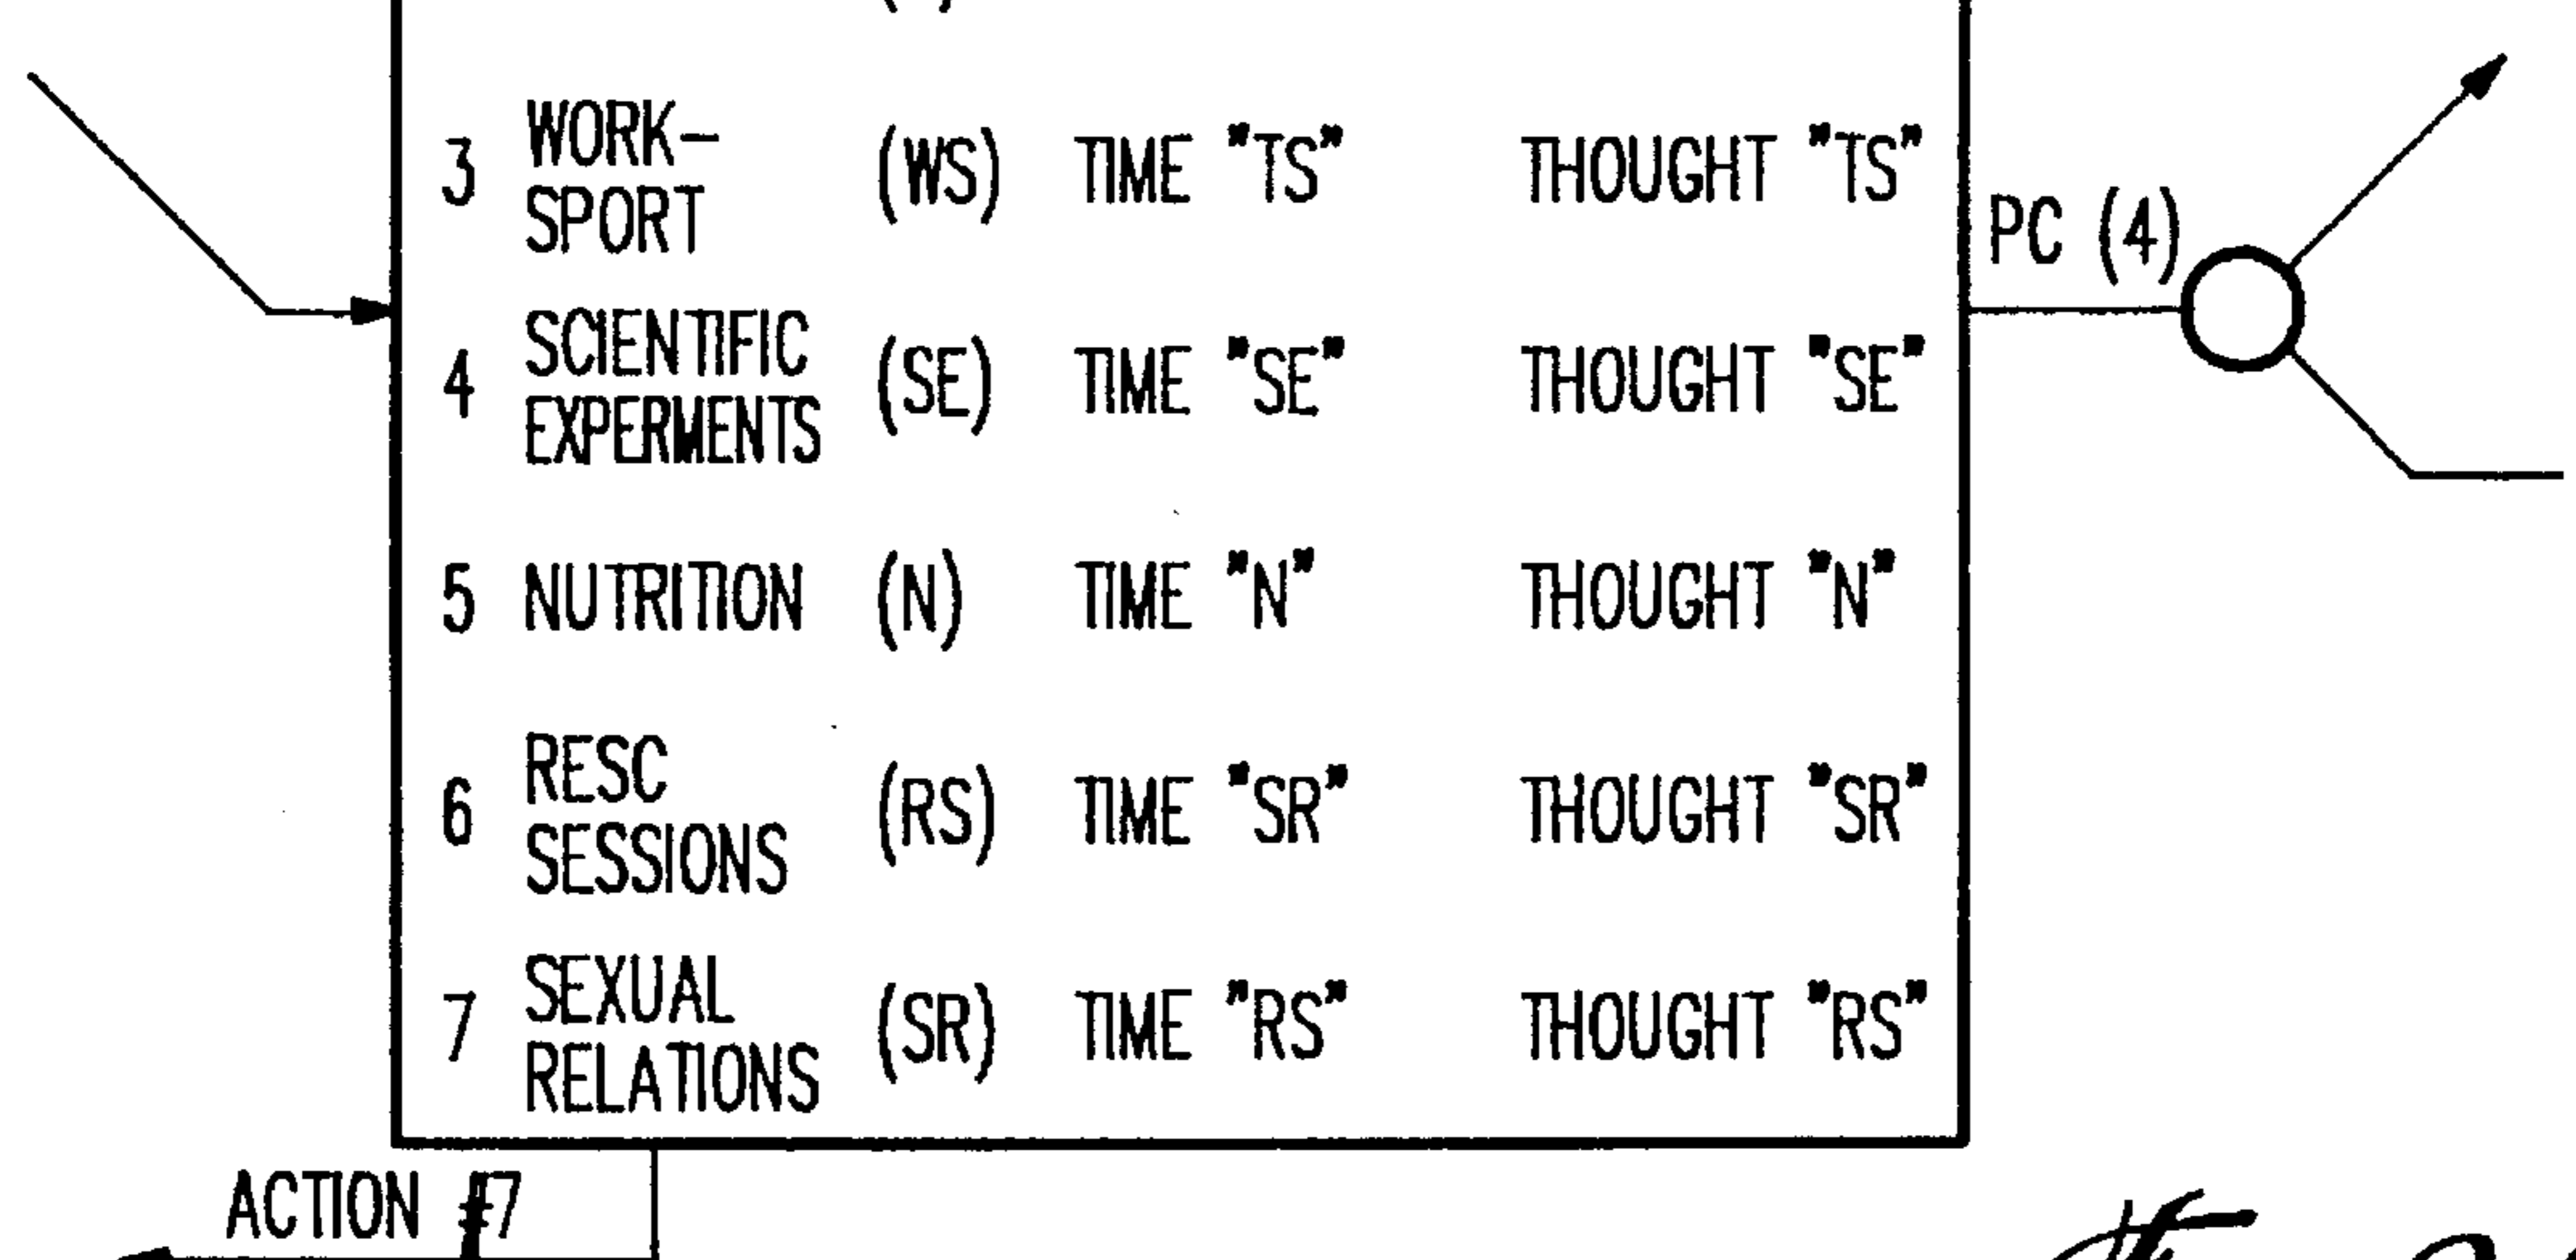 WORK-
3 (WS) TIME "TS" THOUGHT "TS"
SPORT
PC (4)
SCIENTIFIC
4 (SE) TIME "SE" THOUGHT "SE"
EXPERMENTS
5 NUTRITION (N) TIME "N" THOUGHT "N"
RESC
6 (RS) TIME "SR" THOUGHT "SR"
SESSIONS
SEXUAL
7 (SR) TIME "RS" THOUGHT "RS"
RELATIONS
ACTION #7